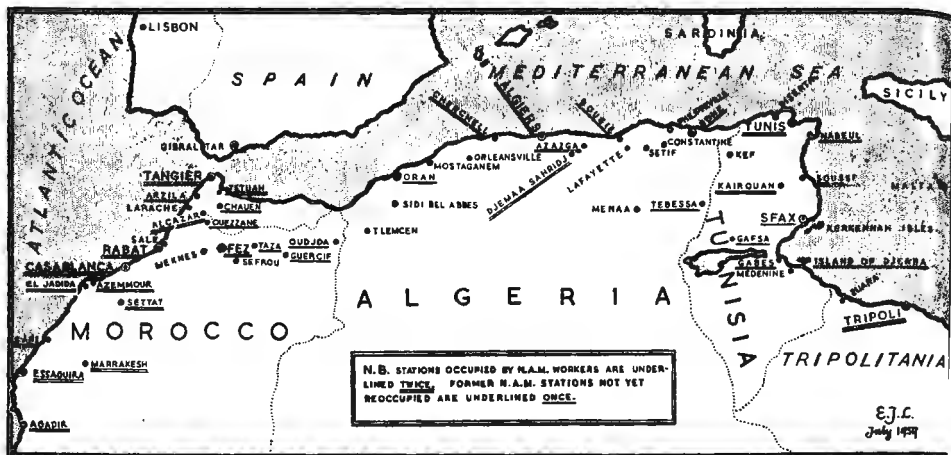 LISBON
SARDINIA
SPAIN
MEDITERRANEAN SEA
ATLANTIC OCEAN
SICILY
CHERCHELL
ALGIERS
BOUGIE
PHILIPPEVILLE
BONE
BIZERTA
TUNIS
NABEUL
GIBRALTAR
AZAZGA
CONSTANTINE
ORLEANSVILLE
MOSTAGANEM
DJEMAA SAHRIDJ
LAFAYETTE
SETIF
KEF
TANGIER
TETUAN
ORAN
SOUSSE
MALTA
ARZILA
LARACHE
CHAUEN
SIDI BEL ABBES
MENAA
TEBESSA
KAIROUAN
ALCAZAR
OUEZZANE
SFAX
TLEMCEN
KERKENNAH ISLES
SALE
RABAT
FEZ
TAZA
OUDJDA
GAFSA
MEKNES
SEFROU
GUERCIF
CASABLANCA
GABES
ISLAND OF DJERBA
MEDENINE
EL JADIDA
AZEMMOUR
SETTAT
ALGERIA
TUNISIA
ZUARA
TRIPOLI
MOROCCO
SAFI
TRIPOLITANIA
MARRAKESH
ESSAOUIRA
N.B. STATIONS OCCUPIED BY N.A.M. WORKERS ARE UNDER-
LINED TWICE. FORMER N.A.M. STATIONS NOT YET
REOCCUPIED ARE UNDERLINED ONCE.
AGADIR
E.J.L.
July 1959